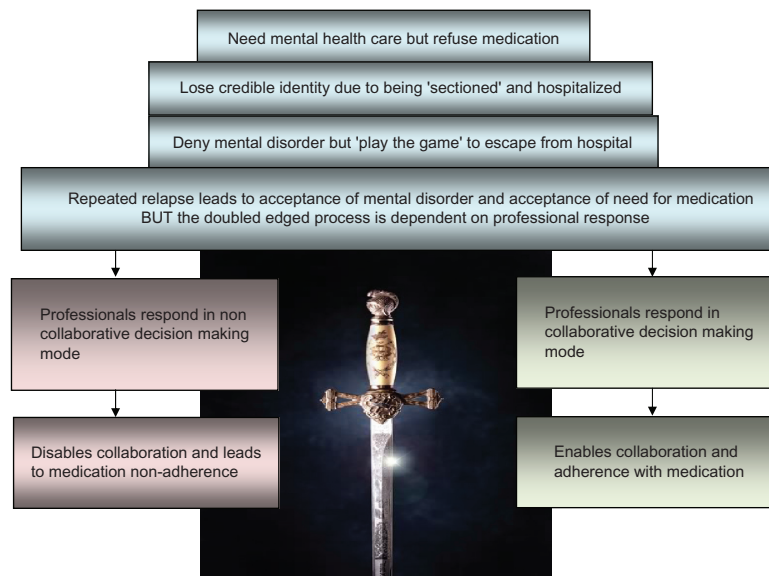 Need mental health care but refuse medication
Lose credible identity due to being 'sectioned' and hospitalized
Deny mental disorder but 'play the game' to escape from hospital
Repeated relapse leads to acceptance of mental disorder and acceptance of need for medication
BUT the doubled edged process is dependent on professional response
Professionals respond in non
collaborative decision making
mode
Professionals respond in
collaborative decision making
mode
Disables collaboration and leads
to medication non-adherence
Enables collaboration and
adherence with medication